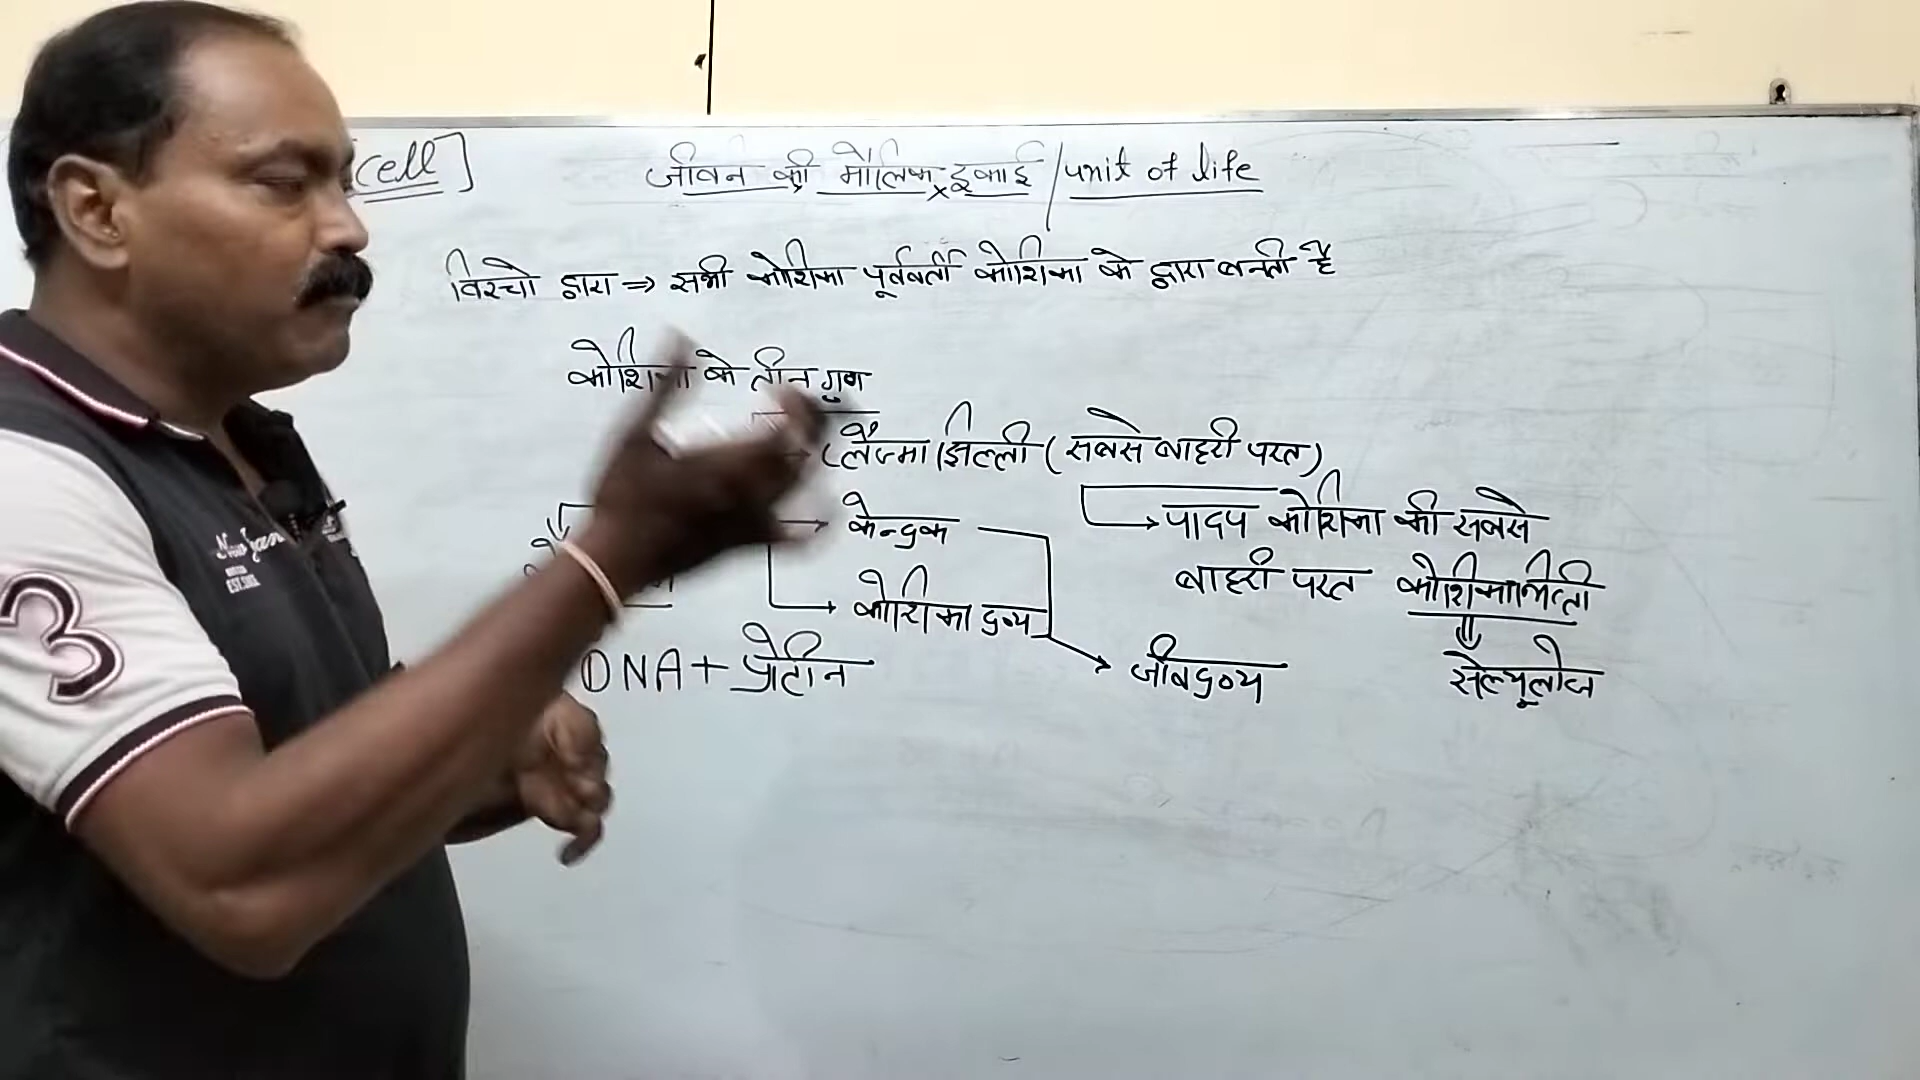 cell ]
जीवन की मौलिक इकाई / unit of life
विरचो द्वारा ⇒ सभी कोशिका पूर्ववर्ती कोशिका के द्वारा बनती है
कोशिका के तीन गुण
प्लैज्मा झिल्ली ( सबसे बाहरी परत )
केन्द्रक
पादप कोशिका की सबसे
बाहरी परत कोशिकाभित्ती
कोशिका द्रव्य
DNA + प्रोटीन
जीवद्रव्य
सेल्यूलोज
3